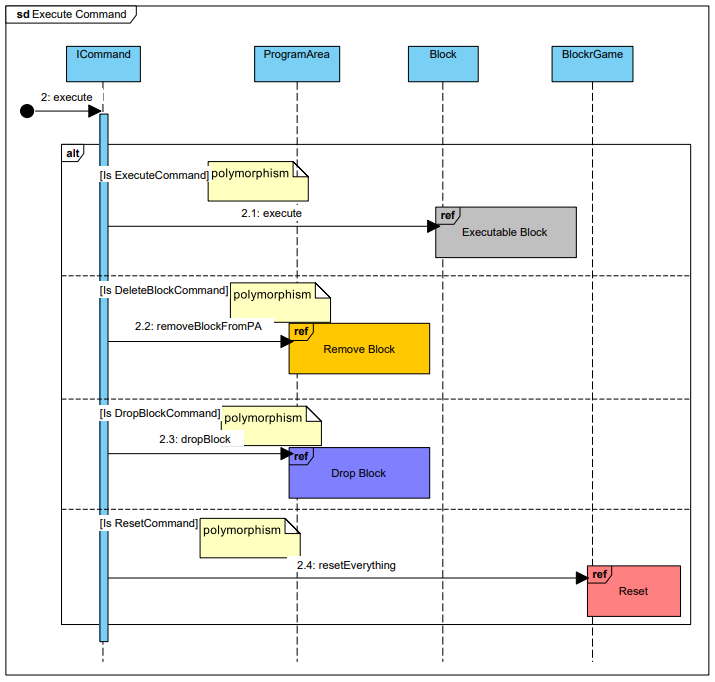 sd Execute Command
ICommand
ProgramArea
Block
BlockrGame
2: execute
alt
[Is ExecuteCommand]
polymorphism
2.1: execute
ref
Executable Block
[Is DeleteBlockCommand]
polymorphism
2.2: removeBlockFromPA
ref
Remove Block
[Is DropBlockCommand]
polymorphism
2.3: dropBlock
ref
Drop Block
[Is ResetCommand]
polymorphism
2.4: resetEverything
ref
Reset